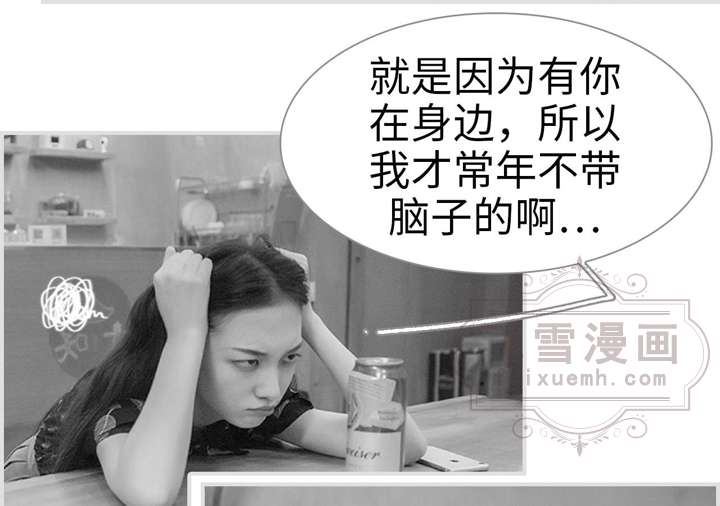 就是因为有你
在身边，所以
我才常年不带
脑子的啊…
雪漫画
ixuemh.com
weiser